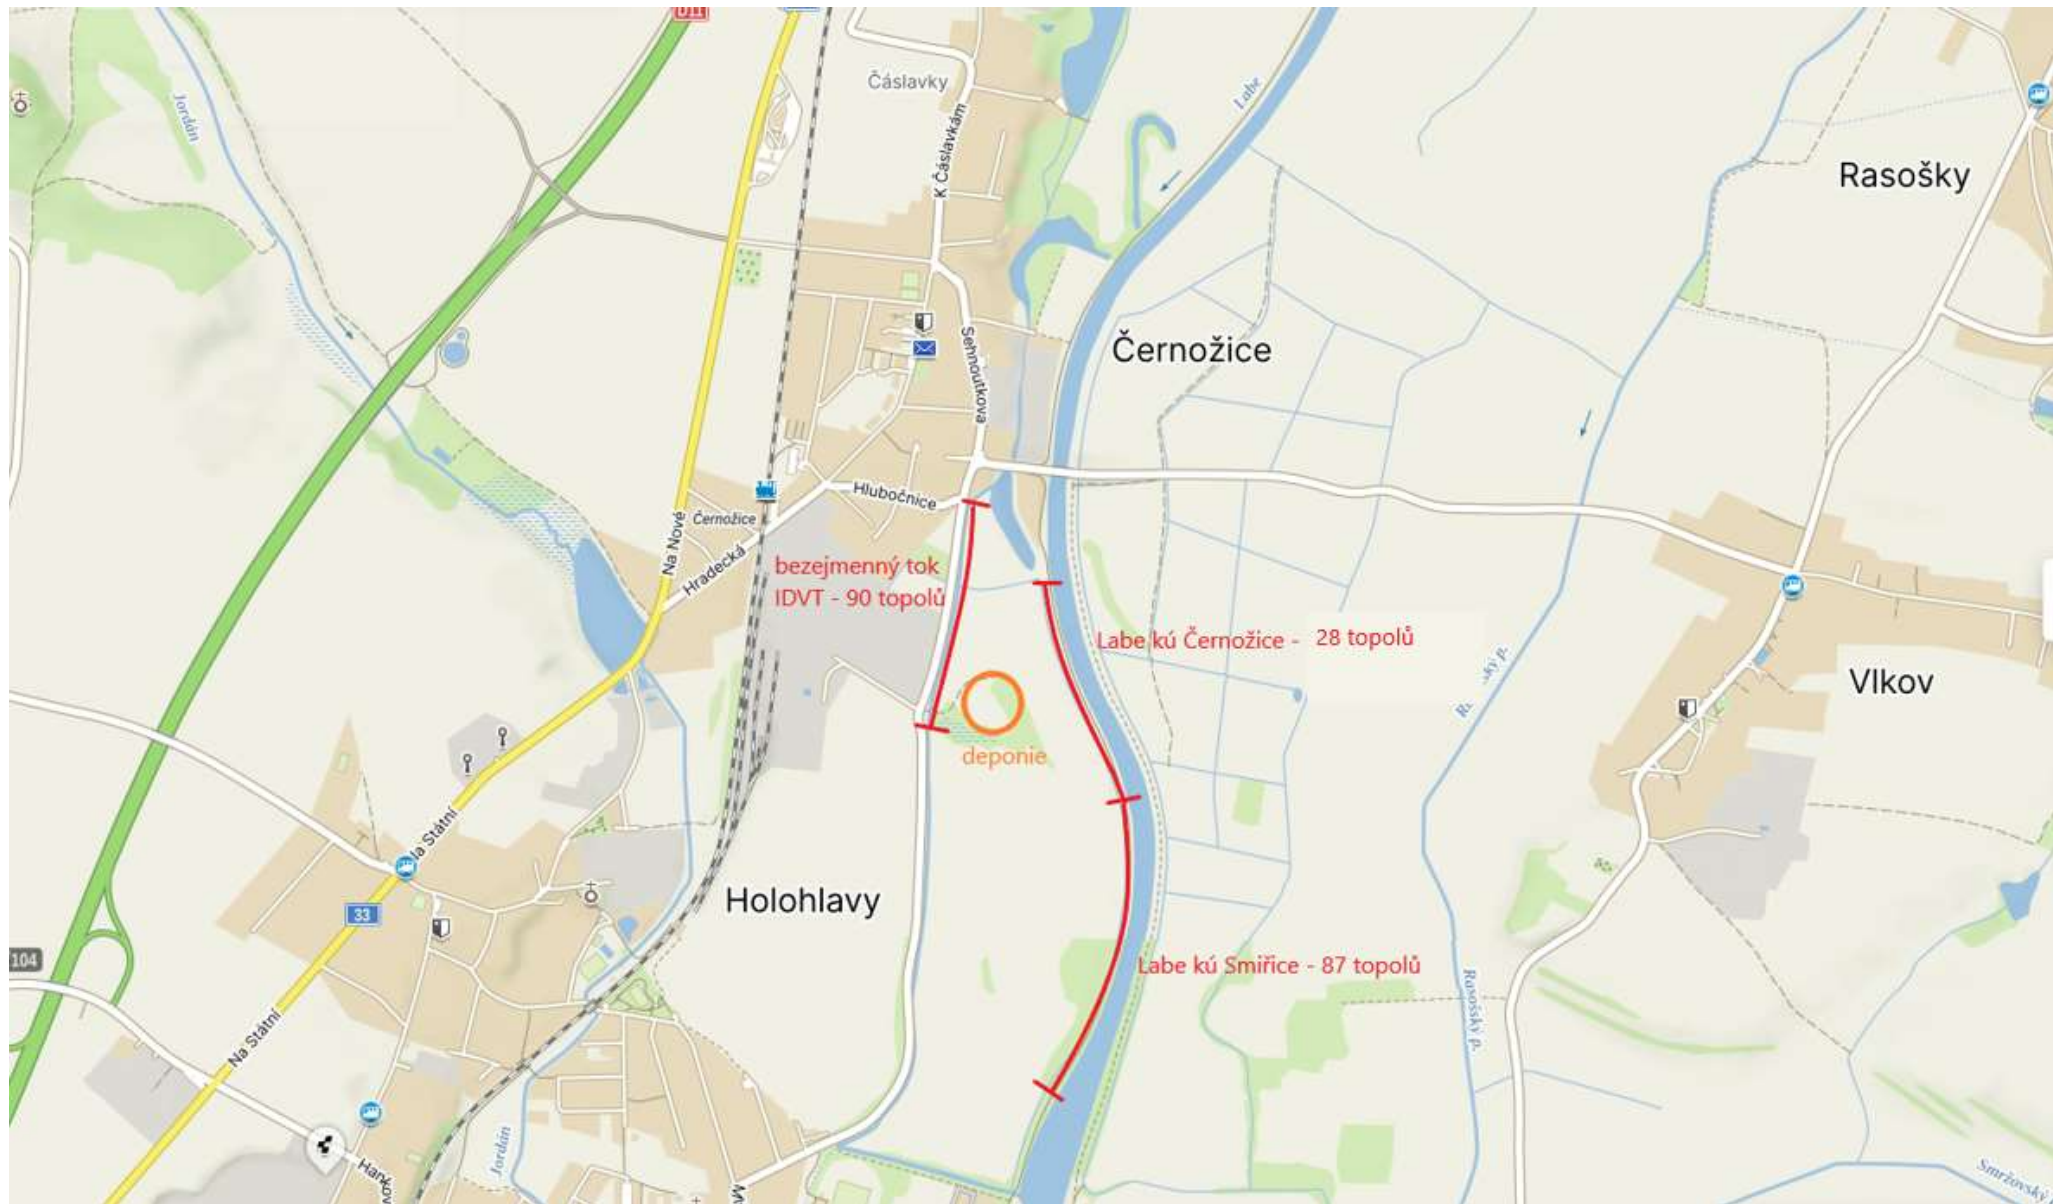 D11
Čáslavky
Jordán
K Čáslavkám
Labe
Rasošky
Sehnoutkova
Černožice
Hlubočnice
Na Nové
Černožice
Hradecká
bezejmenný tok
IDVT - 90 topolů
Labe kú Černožice - 28 topolů
Vlkov
deponie
Na Státní
33
Holohlavy
104
Labe kú Smiřice - 87 topolů
Na Státní
Rasošský p.
Jordán
Smržovský